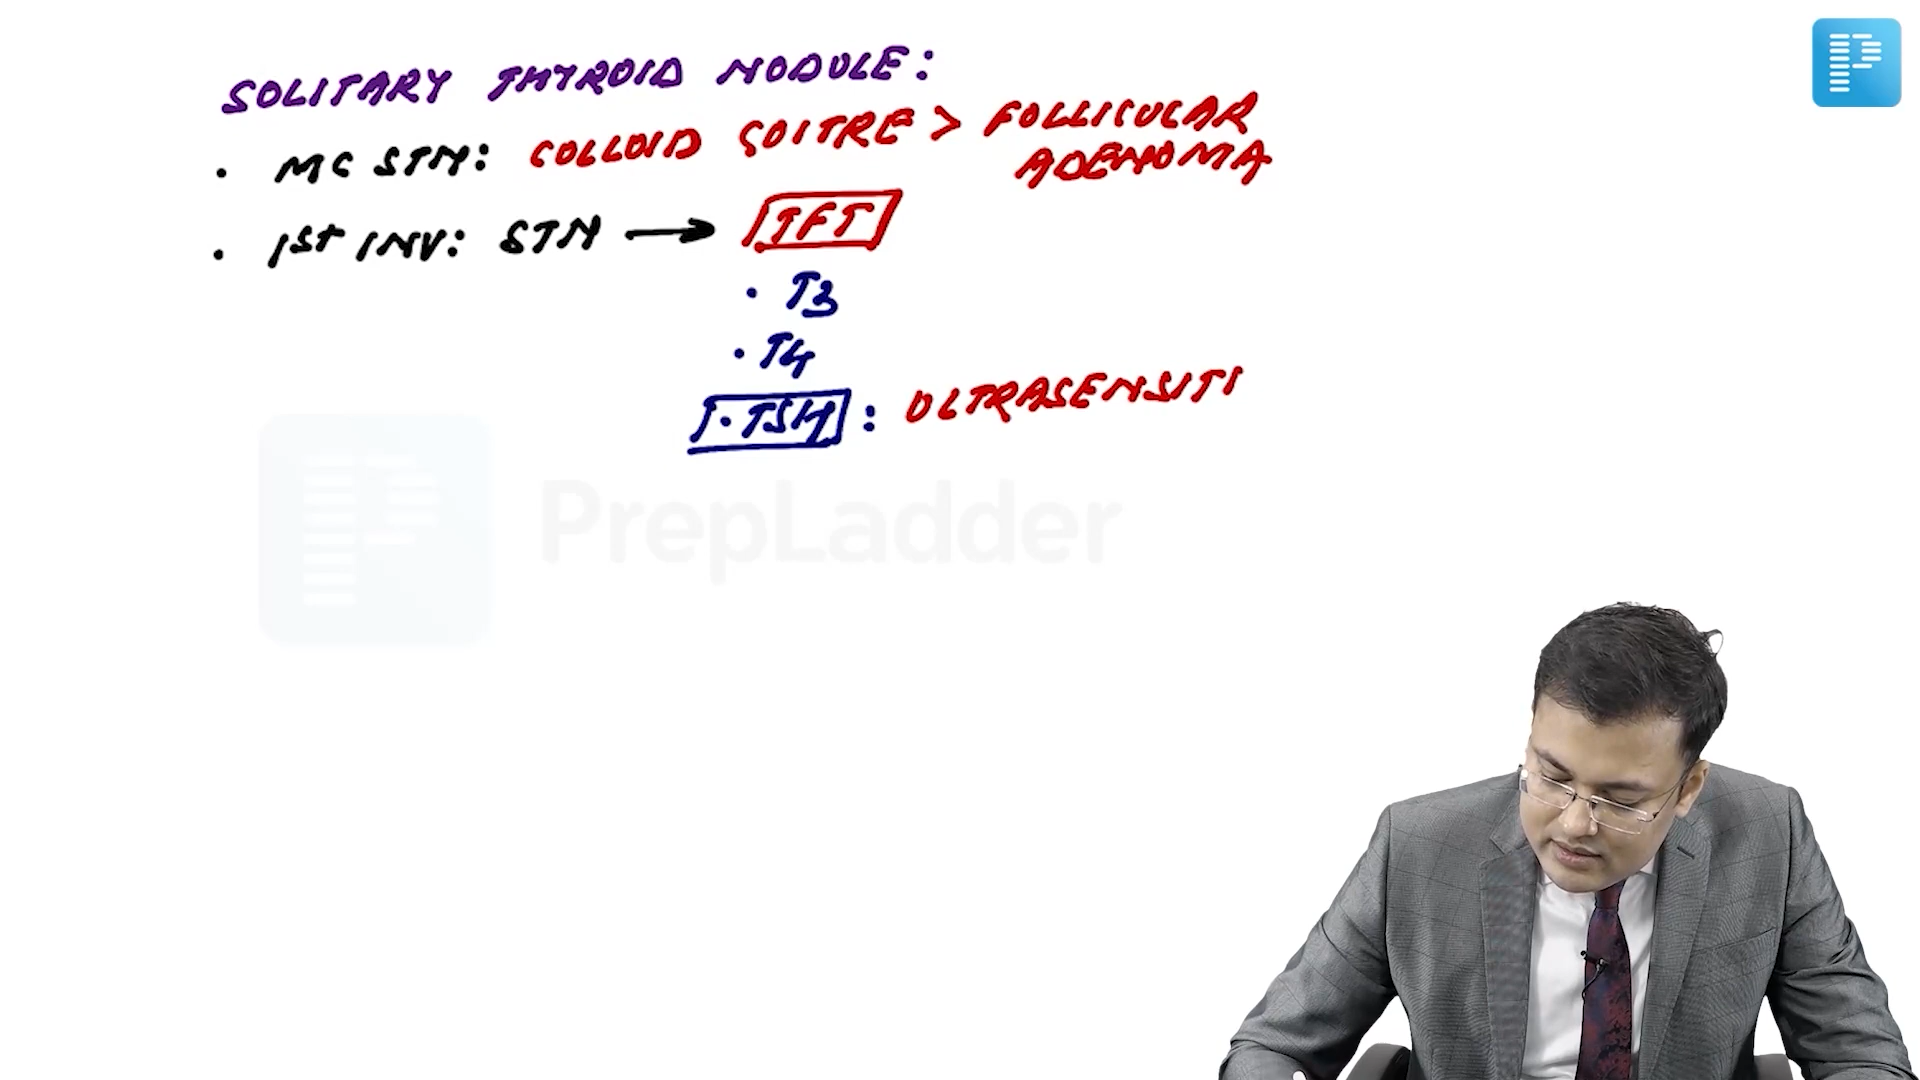 SOLITARY THYROID NODULE:
• MC STN: COLLOID GOITRE > FOLLICULAR
ADENOMA
• 1st INV: STN → TFT
• T3
• T4
• TSH : ULTRASENSITI
PrepLadder